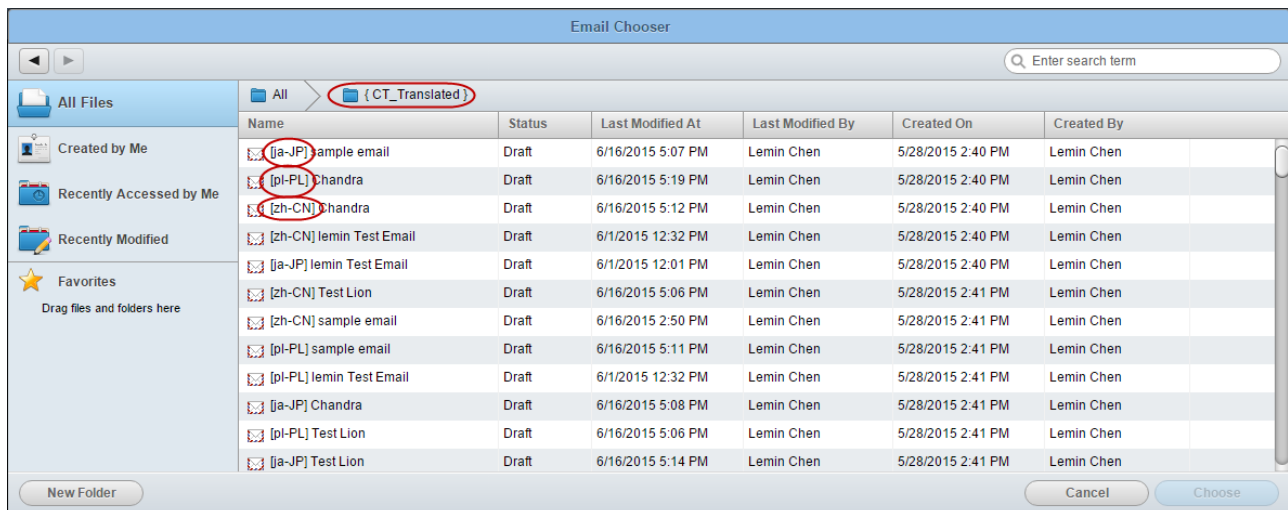 Email Chooser
Enter search term
All Files
Created by Me
Recently Accessed by Me
Recently Modified
Favorites
Drag files and folders here
All { CT_Translated }
Name Status Last Modified At Last Modified By Created On Created By
[ja-JP] sample email Draft 6/16/2015 5:07 PM Lemin Chen 5/28/2015 2:40 PM Lemin Chen
[pl-PL] Chandra Draft 6/16/2015 5:19 PM Lemin Chen 5/28/2015 2:40 PM Lemin Chen
[zh-CN] Chandra Draft 6/16/2015 5:12 PM Lemin Chen 5/28/2015 2:40 PM Lemin Chen
[zh-CN] lemin Test Email Draft 6/1/2015 12:32 PM Lemin Chen 5/28/2015 2:40 PM Lemin Chen
[ja-JP] lemin Test Email Draft 6/1/2015 12:01 PM Lemin Chen 5/28/2015 2:40 PM Lemin Chen
[zh-CN] Test Lion Draft 6/16/2015 5:06 PM Lemin Chen 5/28/2015 2:41 PM Lemin Chen
[zh-CN] sample email Draft 6/16/2015 2:50 PM Lemin Chen 5/28/2015 2:41 PM Lemin Chen
[pl-PL] sample email Draft 6/16/2015 5:11 PM Lemin Chen 5/28/2015 2:41 PM Lemin Chen
[pl-PL] lemin Test Email Draft 6/1/2015 12:32 PM Lemin Chen 5/28/2015 2:41 PM Lemin Chen
[ja-JP] Chandra Draft 6/16/2015 5:08 PM Lemin Chen 5/28/2015 2:41 PM Lemin Chen
[pl-PL] Test Lion Draft 6/16/2015 5:06 PM Lemin Chen 5/28/2015 2:41 PM Lemin Chen
[ja-JP] Test Lion Draft 6/16/2015 5:14 PM Lemin Chen 5/28/2015 2:41 PM Lemin Chen
New Folder Cancel Choose